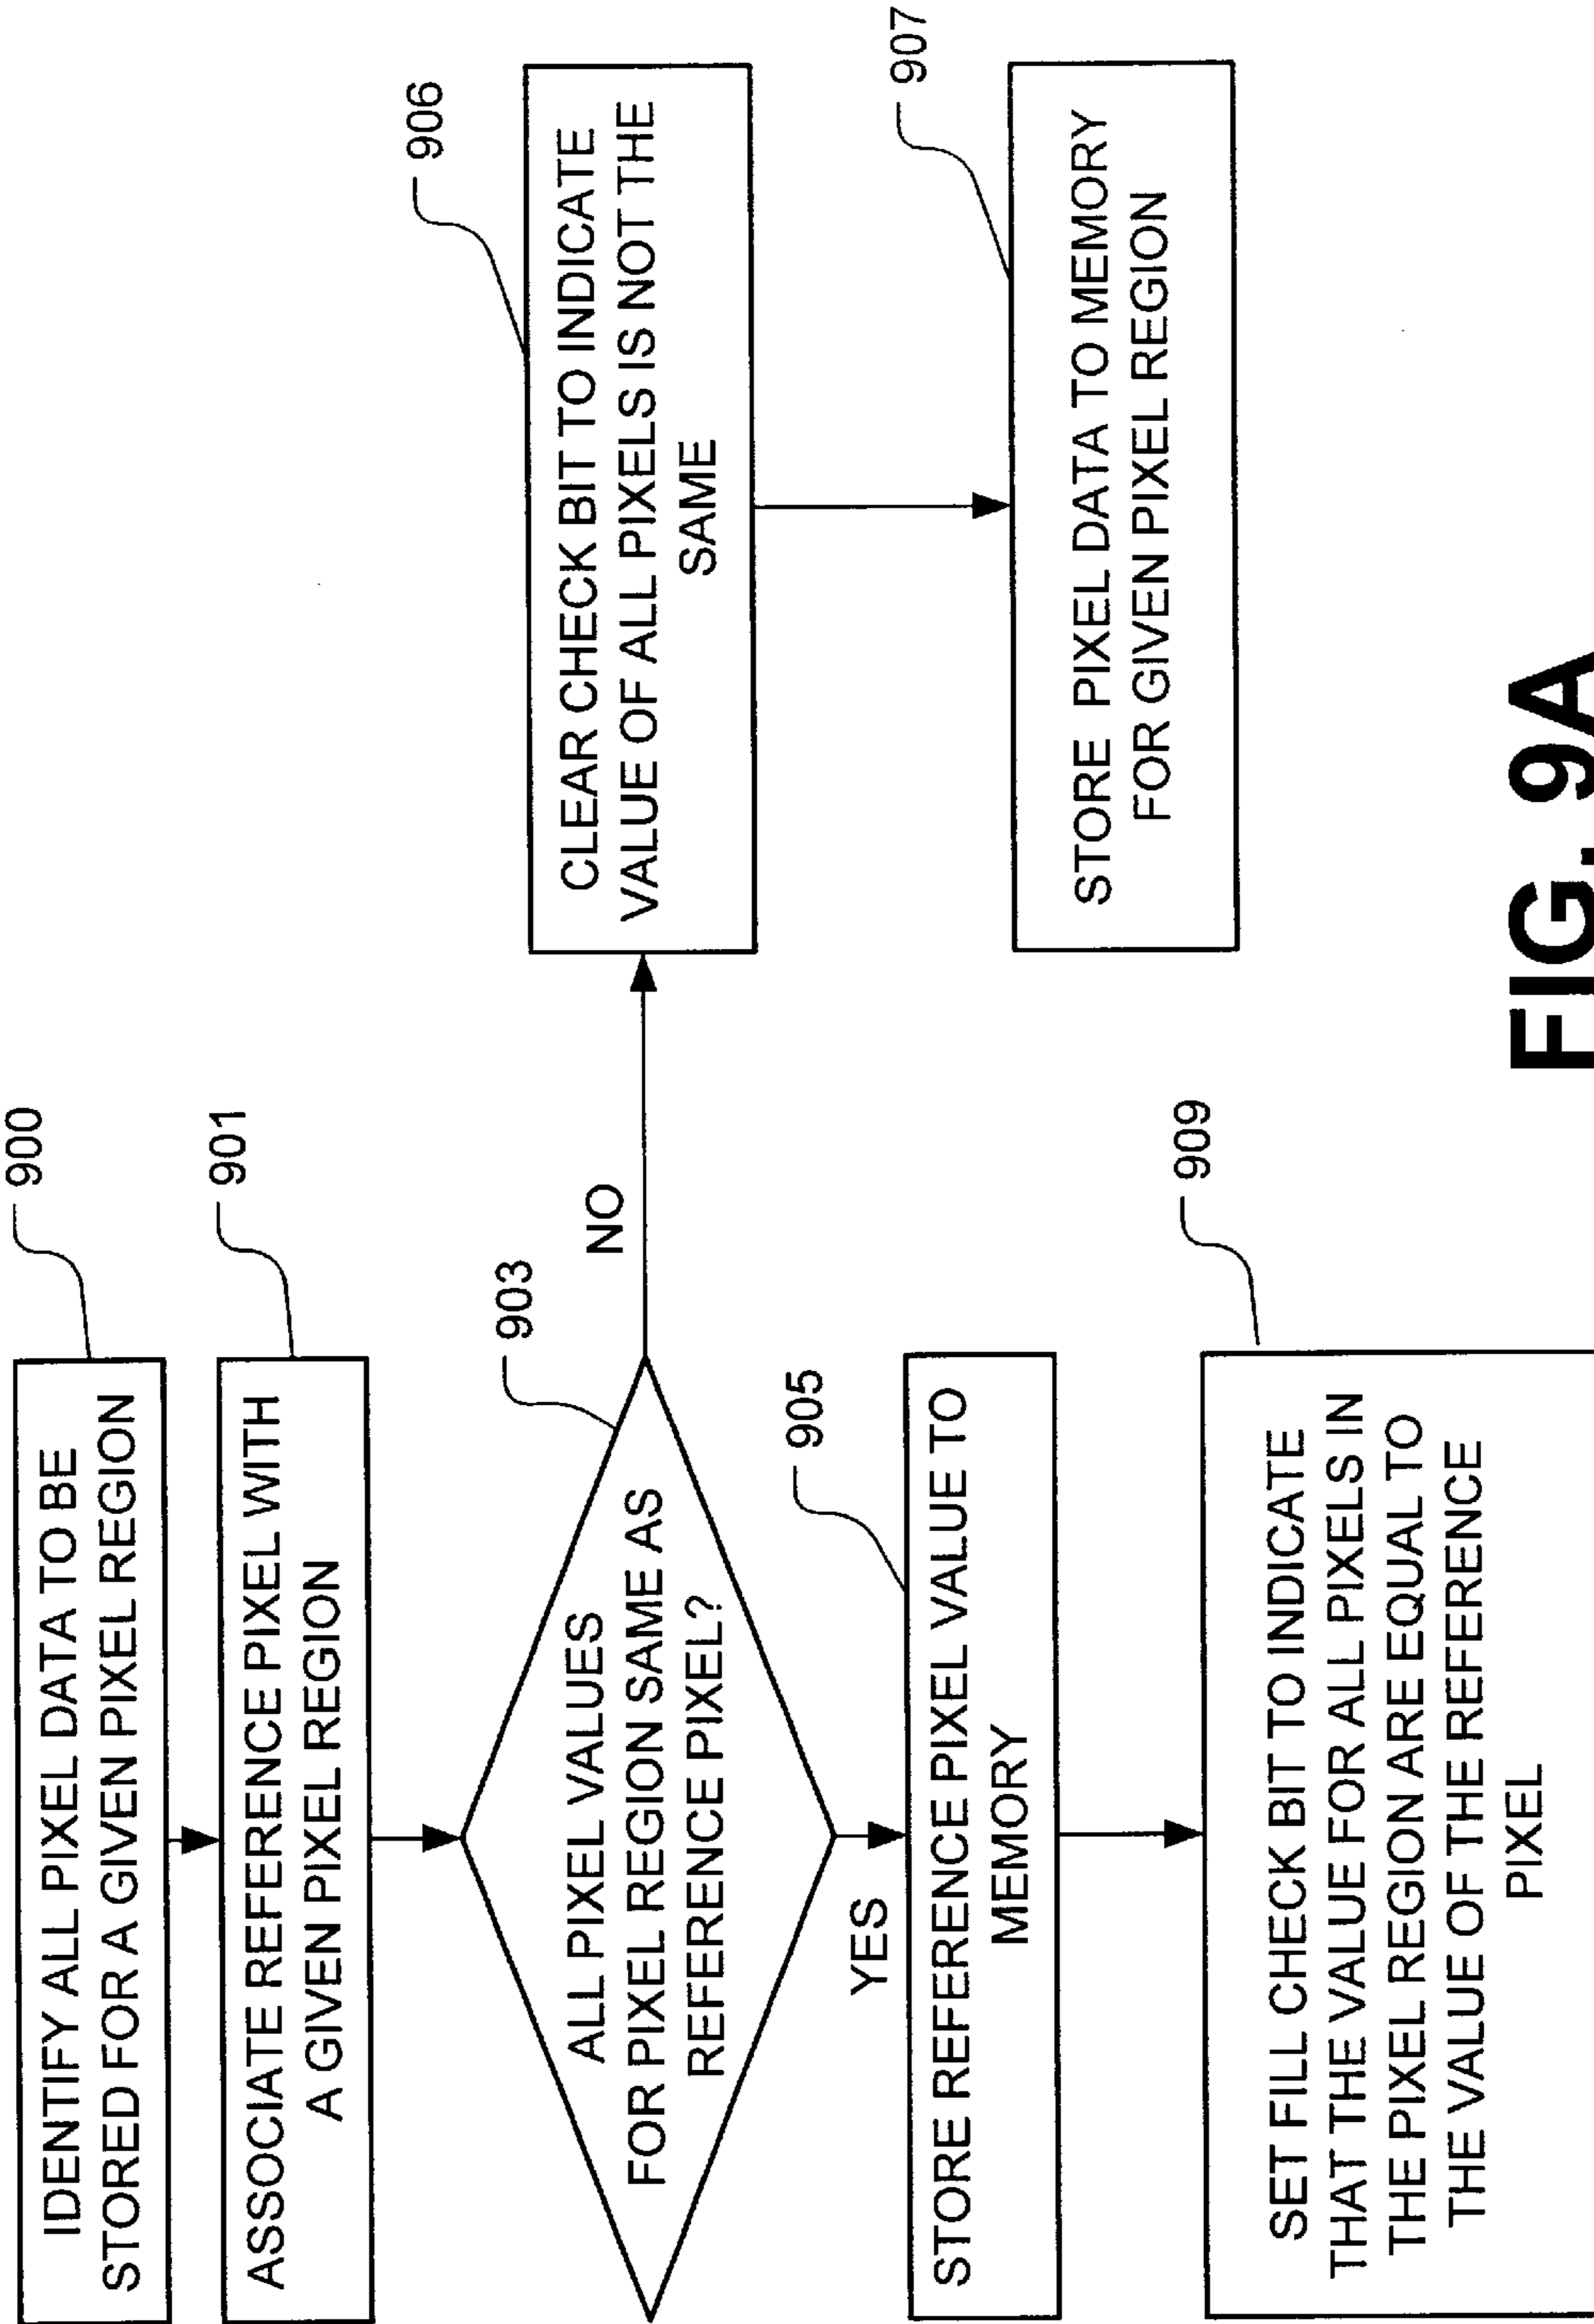 900
IDENTIFY ALL PIXEL DATA TO BE
STORED FOR A GIVEN PIXEL REGION
901
ASSOCIATE REFERENCE PIXEL WITH
A GIVEN PIXEL REGION
903
ALL PIXEL VALUES
FOR PIXEL REGION SAME AS
REFERENCE PIXEL?
NO
906
CLEAR CHECK BIT TO INDICATE
VALUE OF ALL PIXELS IS NOT THE
SAME
907
STORE PIXEL DATA TO MEMORY
FOR GIVEN PIXEL REGION
YES
905
STORE REFERENCE PIXEL VALUE TO
MEMORY
909
SET FILL CHECK BIT TO INDICATE
THAT THE VALUE FOR ALL PIXELS IN
THE PIXEL REGION ARE EQUAL TO
THE VALUE OF THE REFERENCE
PIXEL
FIG. 9A